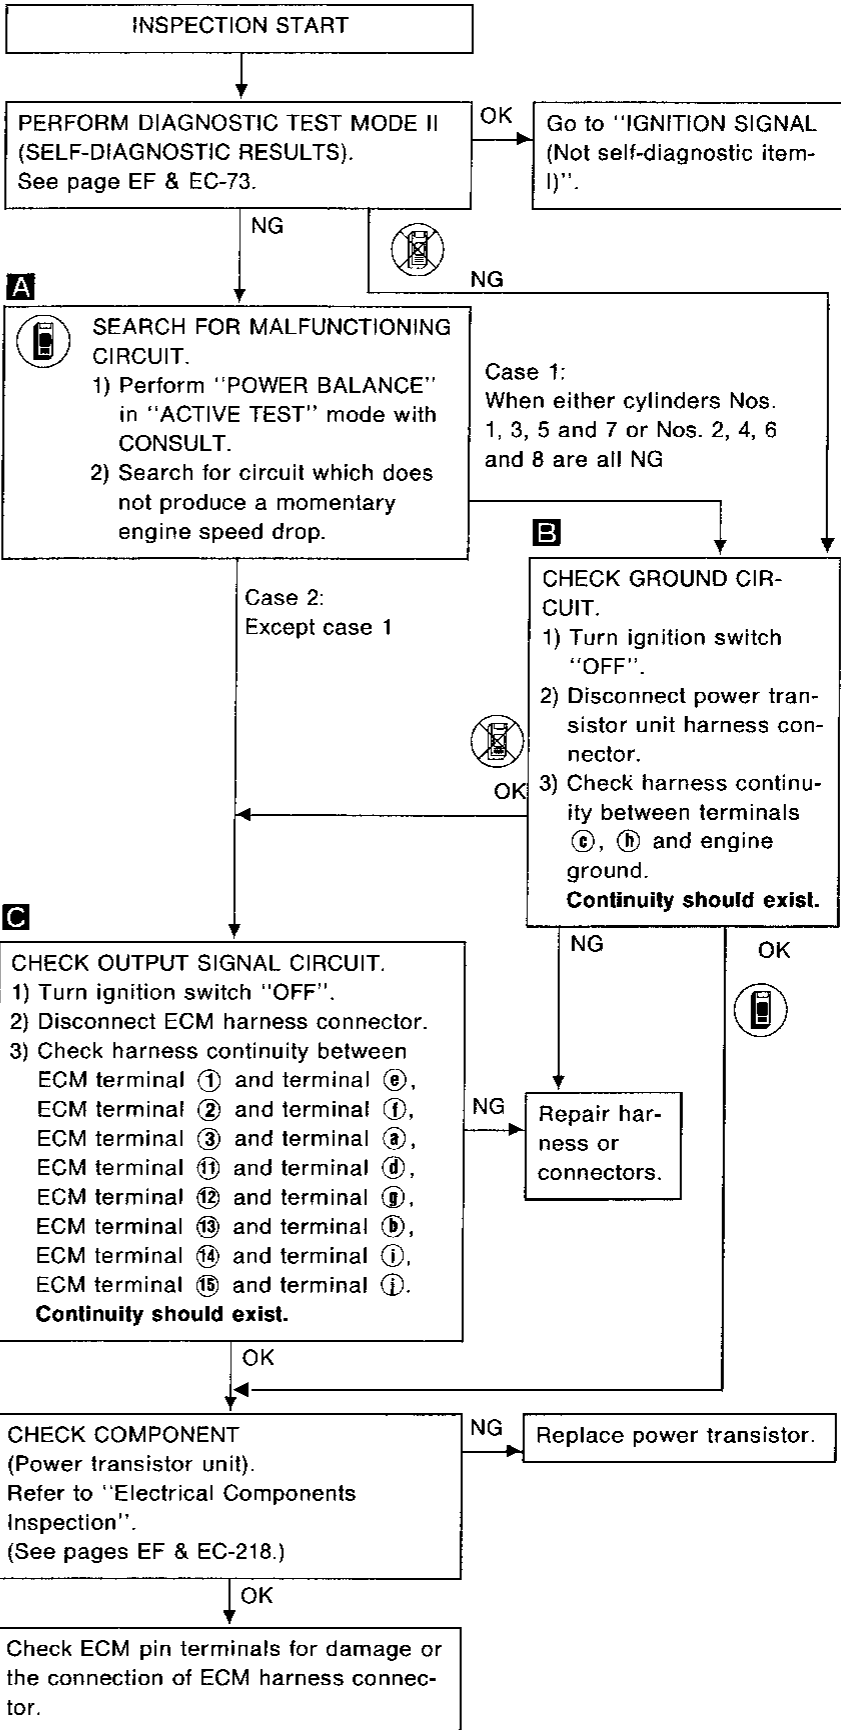 INSPECTION START
PERFORM DIAGNOSTIC TEST MODE II
(SELF-DIAGNOSTIC RESULTS).
See page EF & EC-73.
OK
Go to "IGNITION SIGNAL
(Not self-diagnostic item-
I)".
NG
NG
A
SEARCH FOR MALFUNCTIONING
CIRCUIT.
1) Perform "POWER BALANCE"
in "ACTIVE TEST" mode with
CONSULT.
2) Search for circuit which does
not produce a momentary
engine speed drop.
Case 1:
When either cylinders Nos.
1, 3, 5 and 7 or Nos. 2, 4, 6
and 8 are all NG
Case 2:
Except case 1
B
CHECK GROUND CIR-
CUIT.
1) Turn ignition switch
"OFF".
2) Disconnect power tran-
sistor unit harness con-
nector.
3) Check harness continu-
ity between terminals
ⓒ, ⓗ and engine
ground.
Continuity should exist.
OK
NG
OK
C
CHECK OUTPUT SIGNAL CIRCUIT.
1) Turn ignition switch "OFF".
2) Disconnect ECM harness connector.
3) Check harness continuity between
ECM terminal ① and terminal ⓔ,
ECM terminal ② and terminal ⓕ,
ECM terminal ③ and terminal ⓐ,
ECM terminal ⑪ and terminal ⓓ,
ECM terminal ⑫ and terminal ⓖ,
ECM terminal ⑬ and terminal ⓑ,
ECM terminal ⑭ and terminal ⓘ,
ECM terminal ⑮ and terminal ⓙ.
Continuity should exist.
NG
Repair har-
ness or
connectors.
OK
CHECK COMPONENT
(Power transistor unit).
Refer to "Electrical Components
Inspection".
(See pages EF & EC-218.)
NG
Replace power transistor.
OK
Check ECM pin terminals for damage or
the connection of ECM harness connec-
tor.